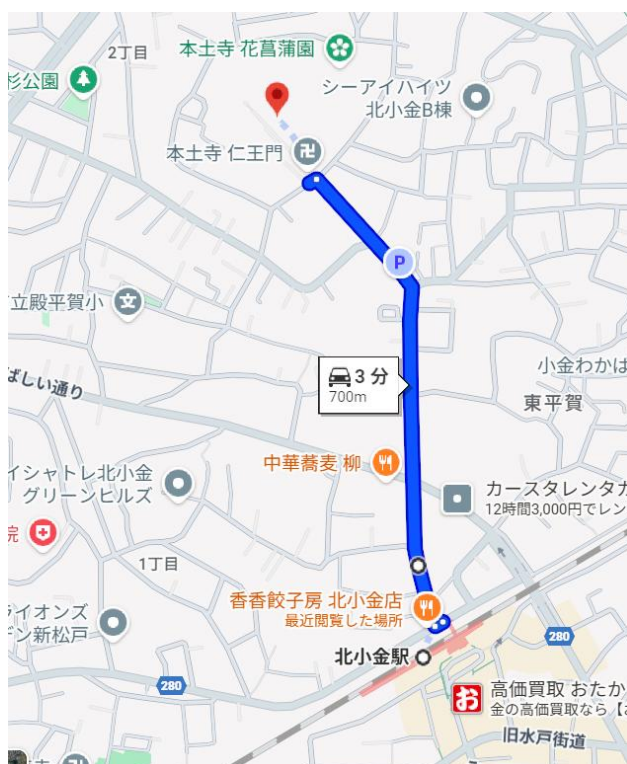 2丁目
本土寺 花菖蒲園
杉公園
シーアイハイツ
北小金B棟
本土寺 仁王門
P
立殿平賀小
文
3 分
700m
小金わかば
東平賀
ばしい通り
中華蕎麦 柳
イシャトレ北小金
グリーンヒルズ
カースタレンタカ
12時間3,000円でレン
院
1丁目
香香餃子房 北小金店
最近閲覧した場所
ライオンズ
デン新松戸
280
北小金駅
280
お
高価買取 おたか
金の高価買取なら【お
旧水戸街道